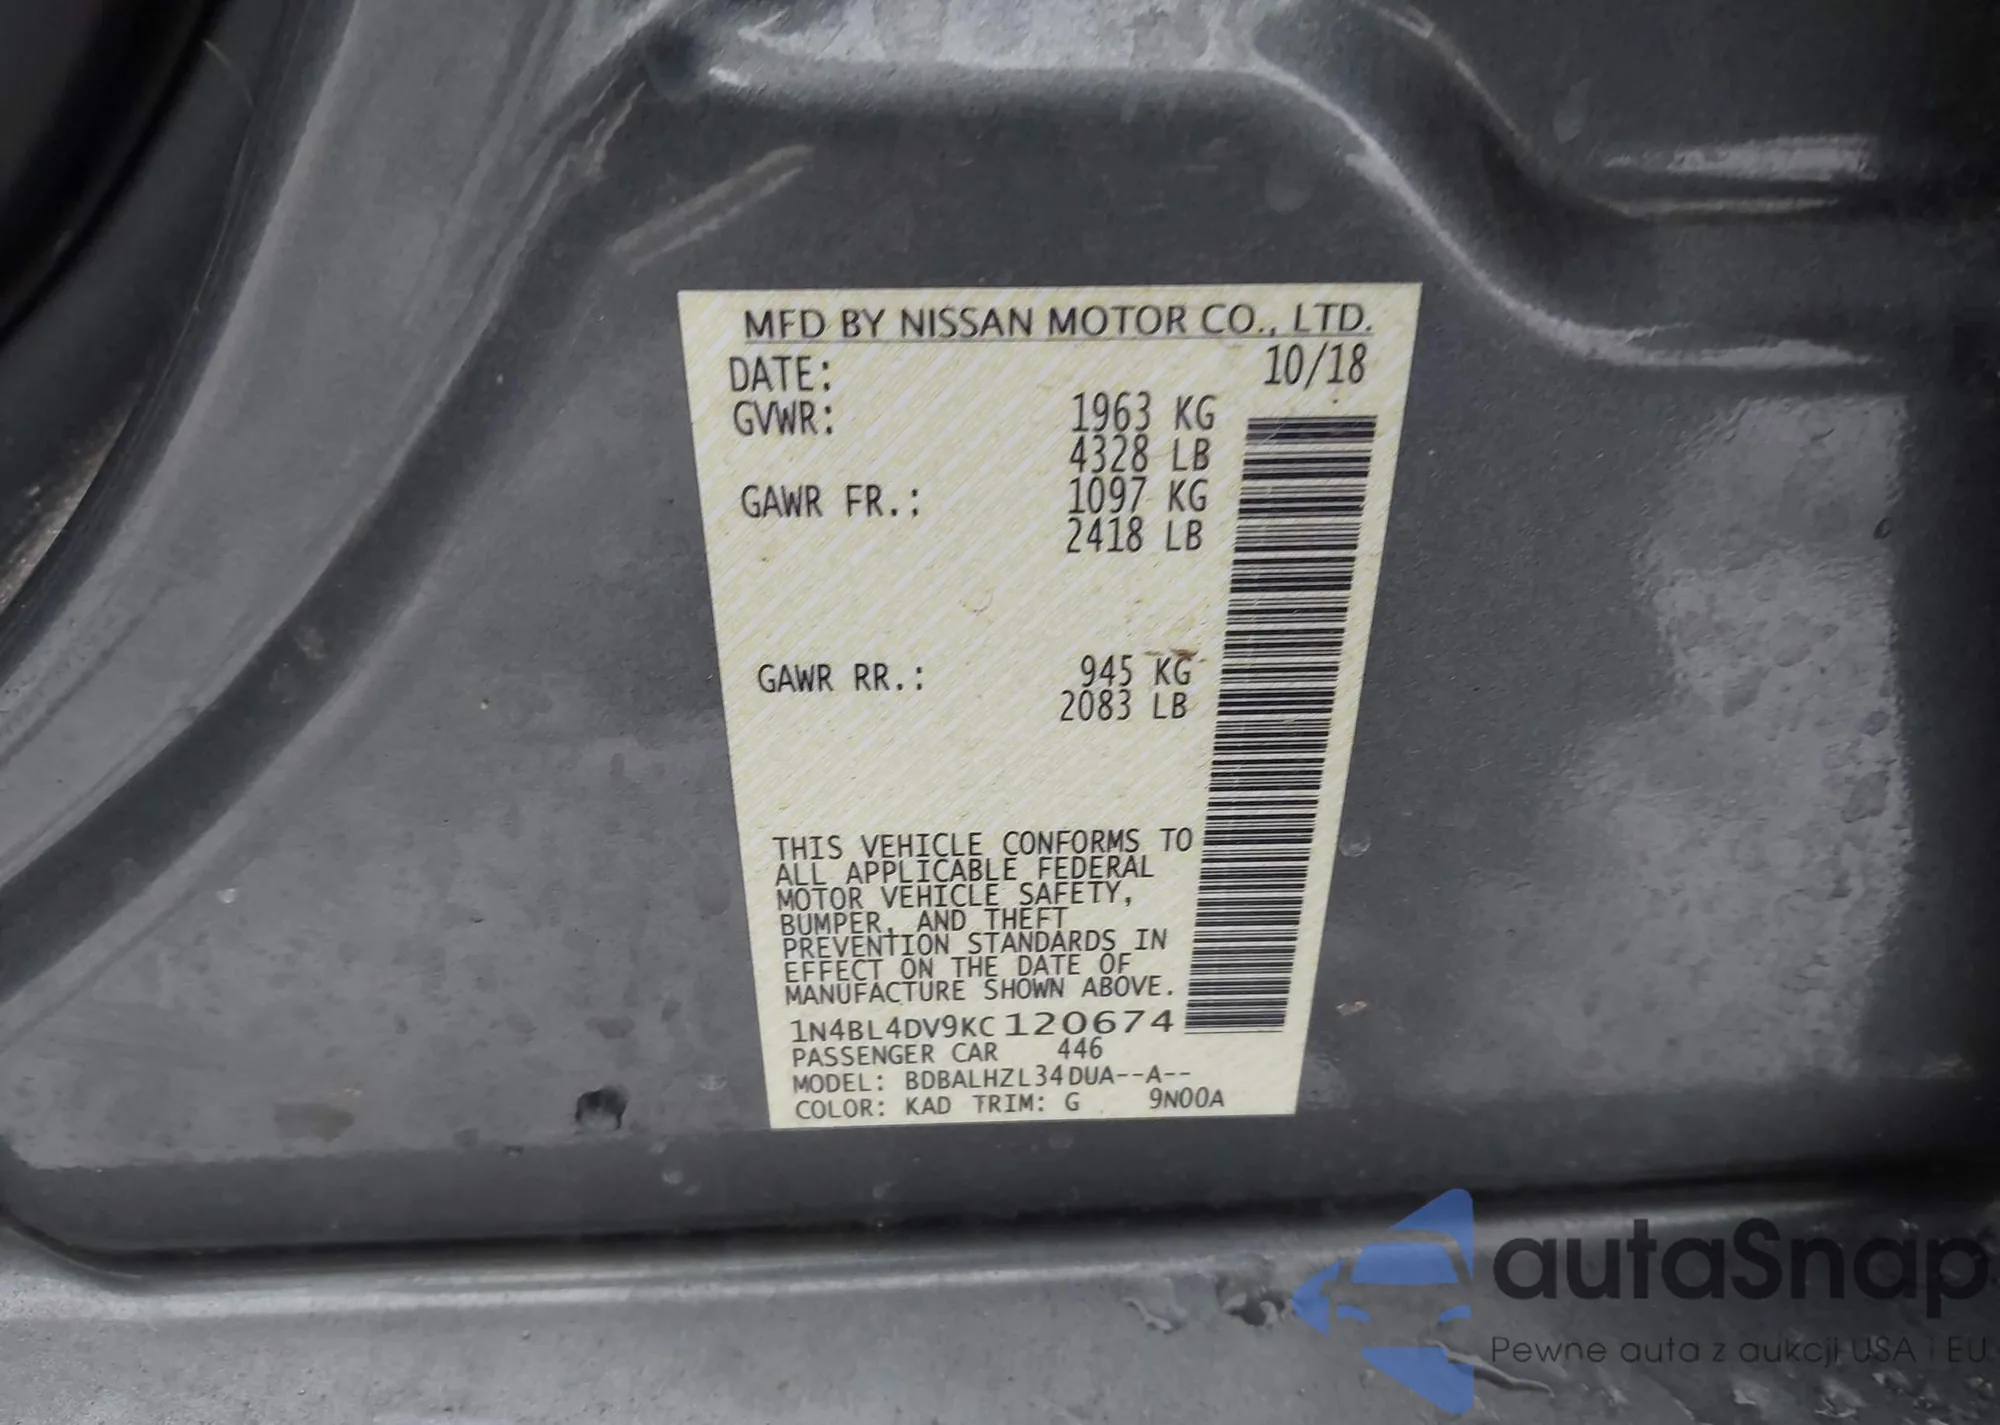 MFD BY NISSAN MOTOR CO., LTD.
DATE: 10/18
GVWR: 1963 KG
4328 LB
GAWR FR.: 1097 KG
2418 LB
GAWR RR.: 945 KG
2083 LB
THIS VEHICLE CONFORMS TO
ALL APPLICABLE FEDERAL
MOTOR VEHICLE SAFETY,
BUMPER, AND THEFT
PREVENTION STANDARDS IN
EFFECT ON THE DATE OF
MANUFACTURE SHOWN ABOVE.
1N4BL4DV9KC120674
PASSENGER CAR 446
MODEL: BDBALHZL34DUA--A--
COLOR: KAD TRIM: G 9N00A
autaSnap
Pewne auta z aukcji USA i EU